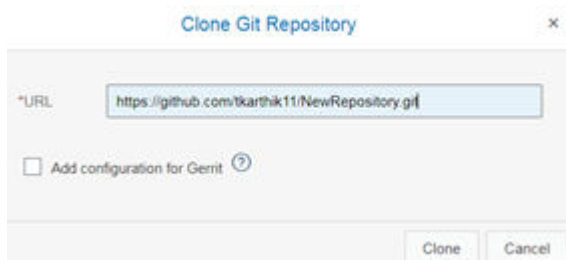 Clone Git Repository ×
*URL https://github.com/tkarthik11/NewRepository.git
Add configuration for Gerrit ?
Clone Cancel